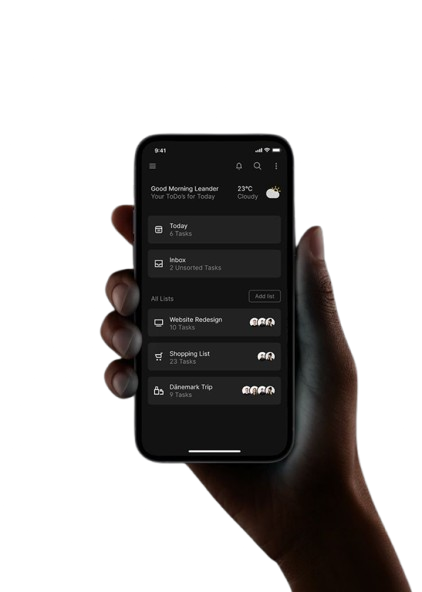 9:41
Good Morning Leander
Your ToDo's for Today
23°C
Cloudy
Today
6 Tasks
Inbox
2 Unsorted Tasks
All Lists
Add list
Website Redesign
10 Tasks
Shopping List
23 Tasks
Dänemark Trip
9 Tasks